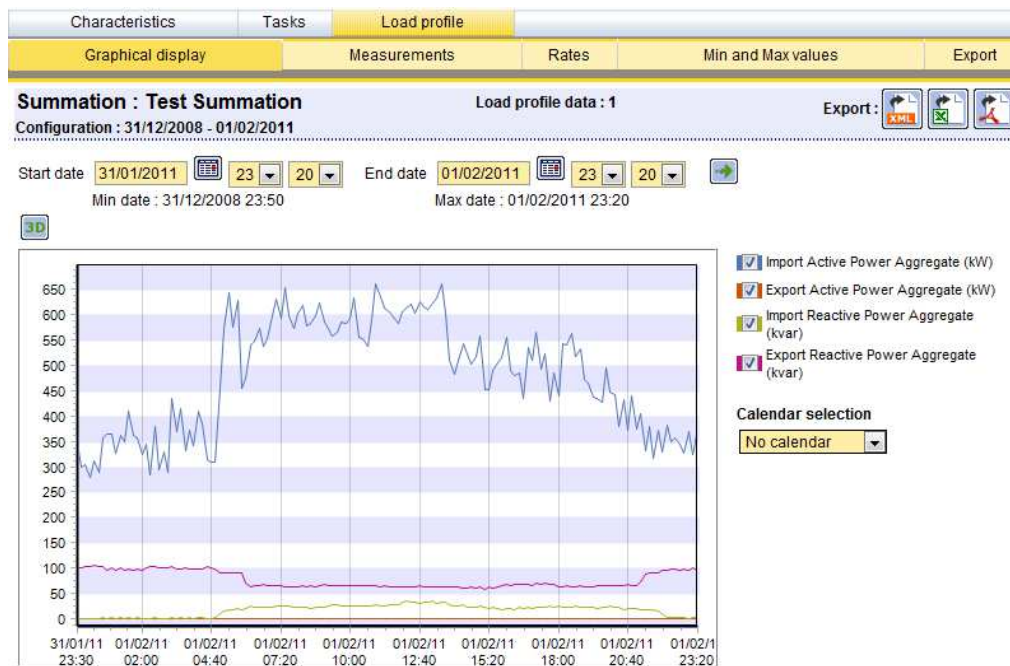 Characteristics Tasks Load profile
Graphical display Measurements Rates Min and Max values Export
Summation : Test Summation Load profile data : 1 Export : XML
Configuration : 31/12/2008 - 01/02/2011
Start date 31/01/2011 23 20 End date 01/02/2011 23 20
Min date : 31/12/2008 23:50 Max date : 01/02/2011 23:20
3D
Import Active Power Aggregate (kW)
Export Active Power Aggregate (kW)
Import Reactive Power Aggregate
(kvar)
Export Reactive Power Aggregate
(kvar)
Calendar selection
No calendar
650
600
550
500
450
400
350
300
250
200
150
100
50
0
31/01/11 01/02/11 01/02/11 01/02/11 01/02/11 01/02/11 01/02/11 01/02/11 01/02/11 01/02/1
23:30 02:00 04:40 07:20 10:00 12:40 15:20 18:00 20:40 23:20